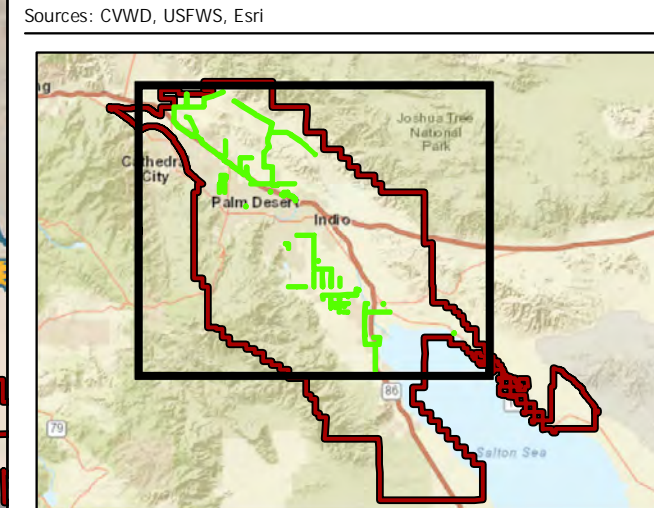 Sources: CVWD, USFWS, Esri
Joshua Tree
National
Park
Cathedral
City
Palm Desert
Indio
86
79
Salton Sea